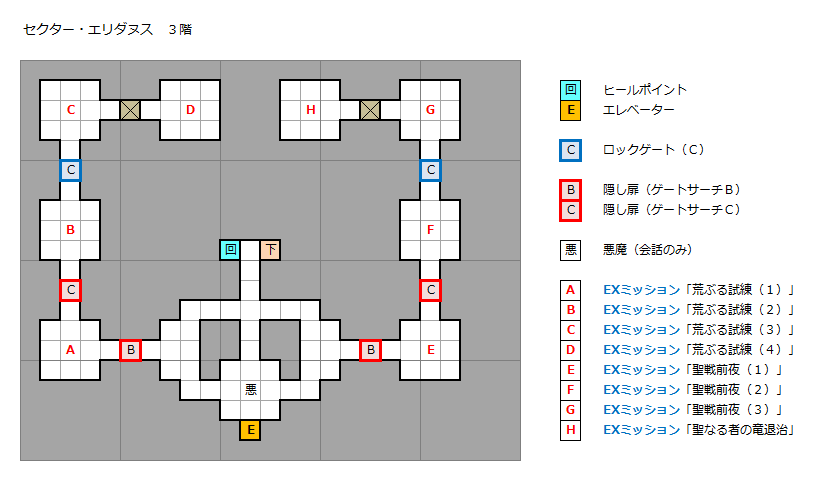 セクター・エリダヌス　３階
C
D
H
G
回 ヒールポイント
E エレベーター
C ロックゲート（C）
C
C
B 隠し扉（ゲートサーチB）
C 隠し扉（ゲートサーチC）
B
F
回
下
悪 悪魔（会話のみ）
C
C
A
B
B
E
悪
E
A EXミッション「荒ぶる試練（１）」
B EXミッション「荒ぶる試練（２）」
C EXミッション「荒ぶる試練（３）」
D EXミッション「荒ぶる試練（４）」
E EXミッション「聖戦前夜（１）」
F EXミッション「聖戦前夜（２）」
G EXミッション「聖戦前夜（３）」
H EXミッション「聖なる者の竜退治」